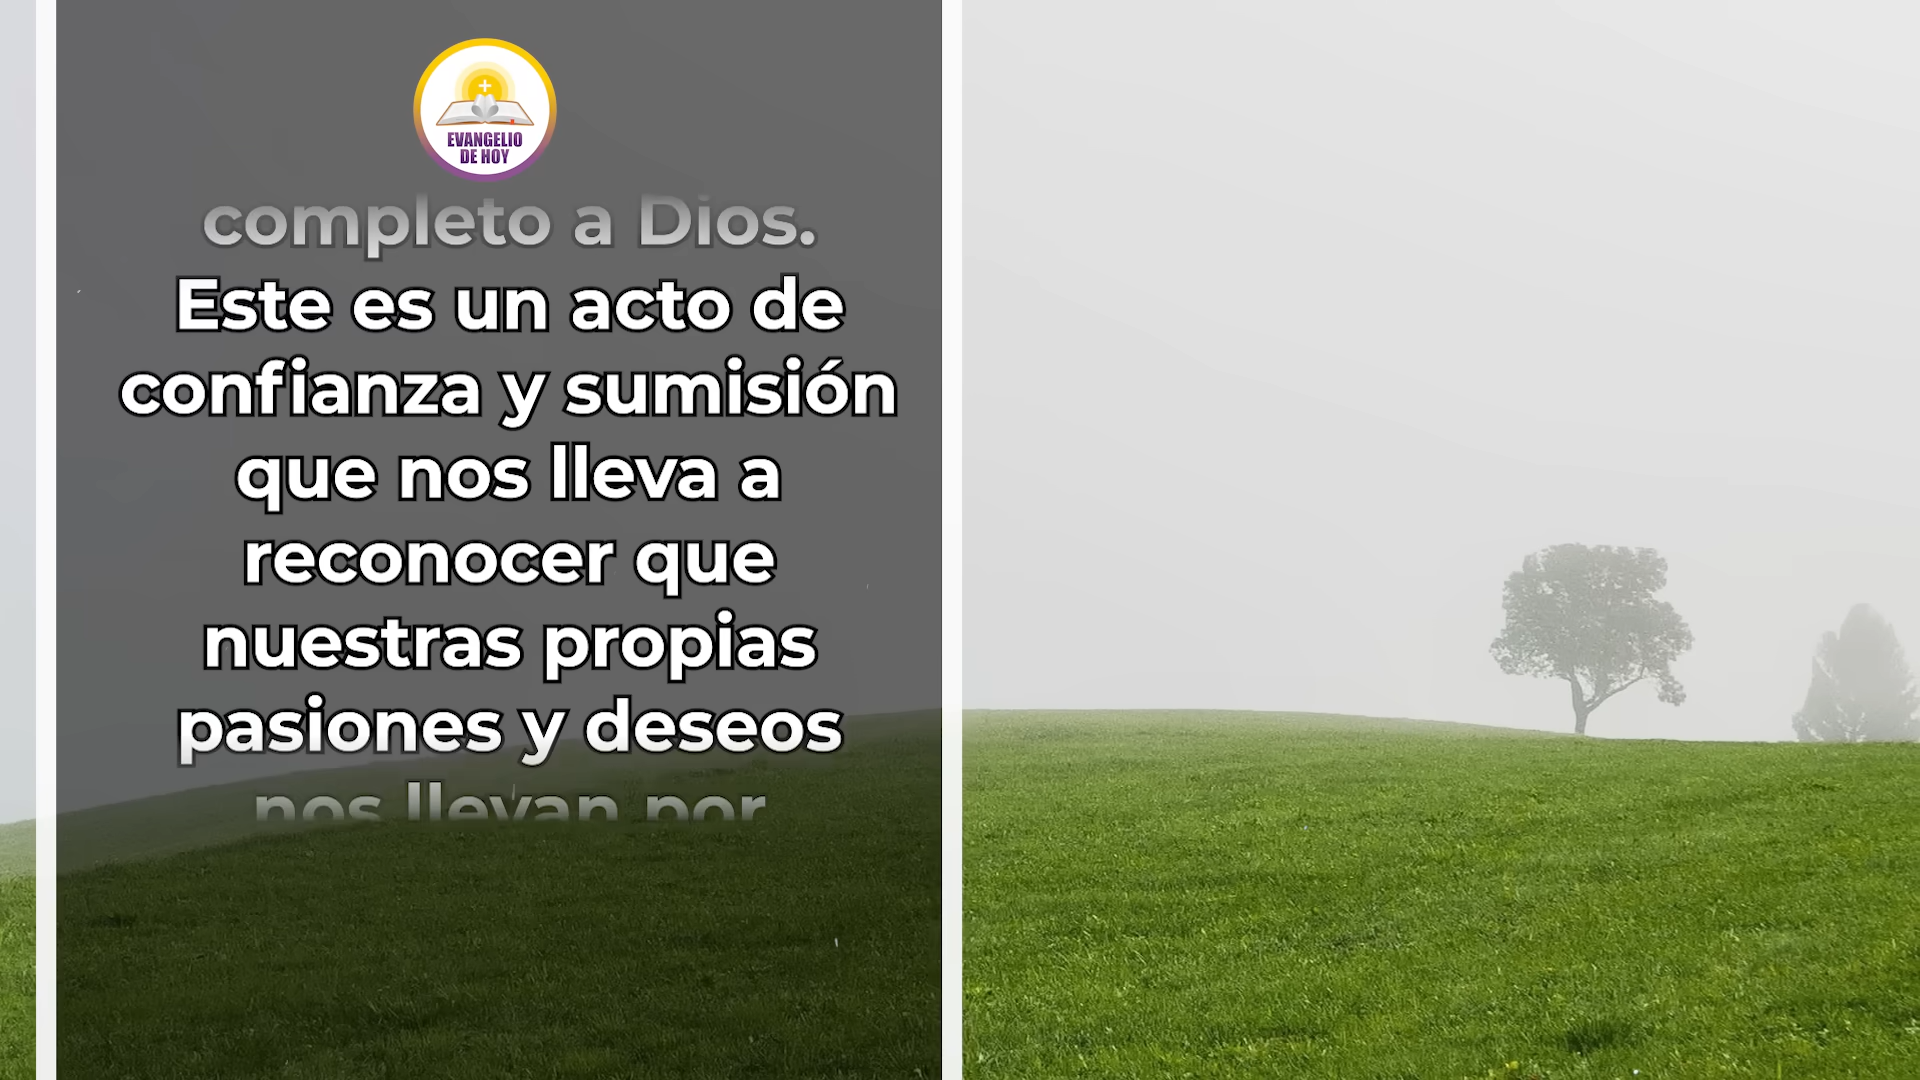 EVANGELIO
DE HOY
completo a Dios.
Este es un acto de
confianza y sumisión
que nos lleva a
reconocer que
nuestras propias
pasiones y deseos
nos llevan por